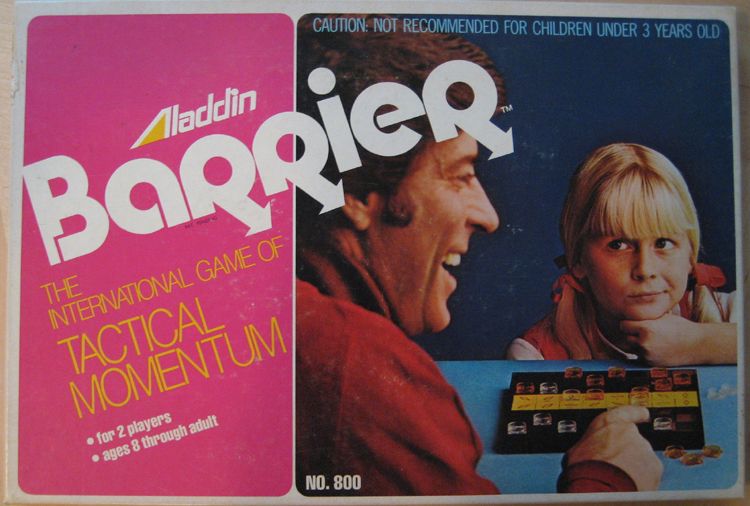 CAUTION: NOT RECOMMENDED FOR CHILDREN UNDER 3 YEARS OLD
Aladdin
BARRIER™
THE
INTERNATIONAL GAME OF
TACTICAL
MOMENTUM
• for 2 players
• ages 8 through adult
NO. 800